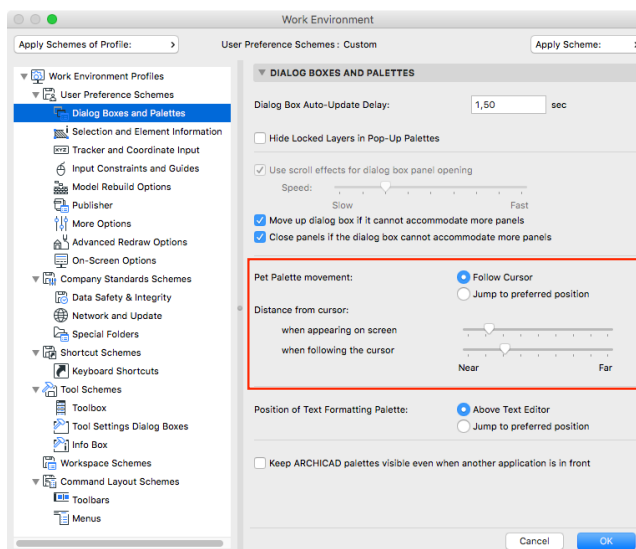 Work Environment
Apply Schemes of Profile:
User Preference Schemes : Custom
Apply Scheme:
Work Environment Profiles
User Preference Schemes
Dialog Boxes and Palettes
Selection and Element Information
XYZ Tracker and Coordinate Input
Input Constraints and Guides
Model Rebuild Options
Publisher
More Options
Advanced Redraw Options
On-Screen Options
Company Standards Schemes
Data Safety & Integrity
Network and Update
Special Folders
Shortcut Schemes
Keyboard Shortcuts
Tool Schemes
Toolbox
Tool Settings Dialog Boxes
Info Box
Workspace Schemes
Command Layout Schemes
Toolbars
Menus
DIALOG BOXES AND PALETTES
Dialog Box Auto-Update Delay: 1,50 sec
Hide Locked Layers in Pop-Up Palettes
Use scroll effects for dialog box panel opening
Speed:
Slow Fast
Move up dialog box if it cannot accommodate more panels
Close panels if the dialog box cannot accommodate more panels
Pet Palette movement: Follow Cursor
Jump to preferred position
Distance from cursor:
when appearing on screen
when following the cursor
Near Far
Position of Text Formatting Palette: Above Text Editor
Jump to preferred position
Keep ARCHICAD palettes visible even when another application is in front
Cancel OK